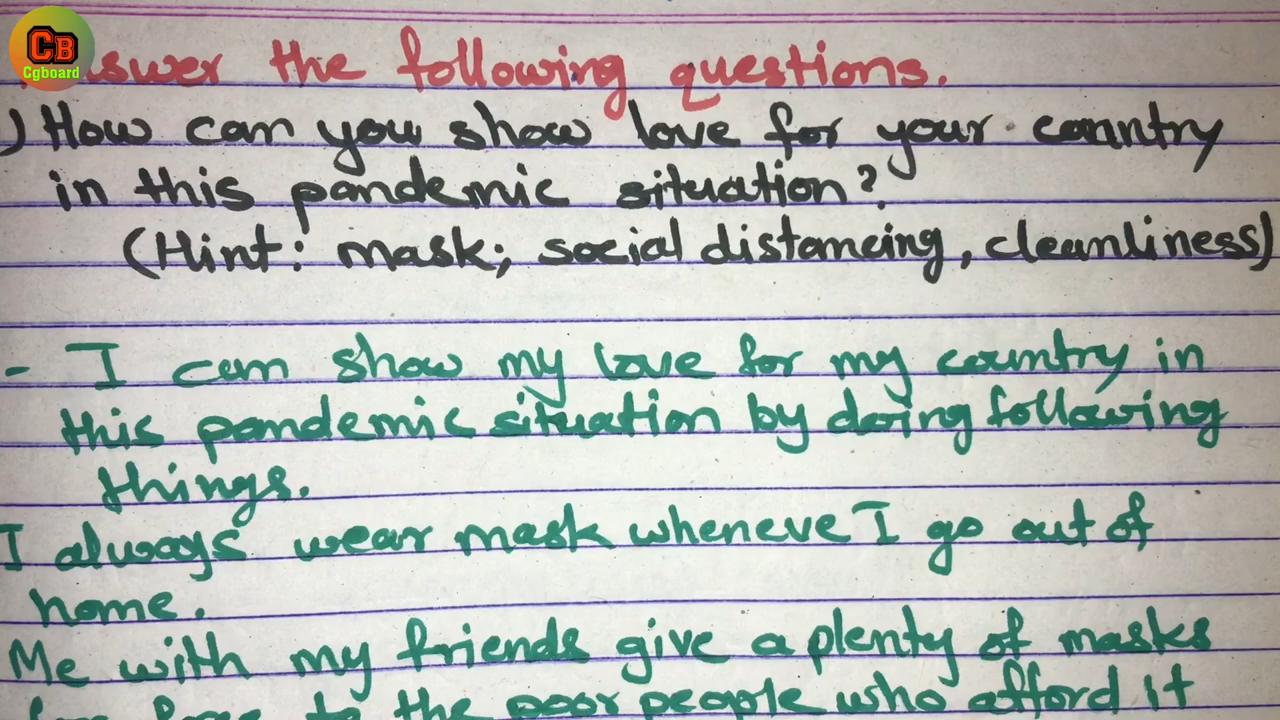 CB
Cgboard
swer the following questions.
) How can you show love for your country
in this pandemic situation?
(Hint: mask; social distancing, cleanliness)
- I can show my love for my country in
this pandemic situation by doing following
things.
I always wear mask wheneve I go out of
home.
Me with my friends give a plenty of masks
to the poor people who afford it